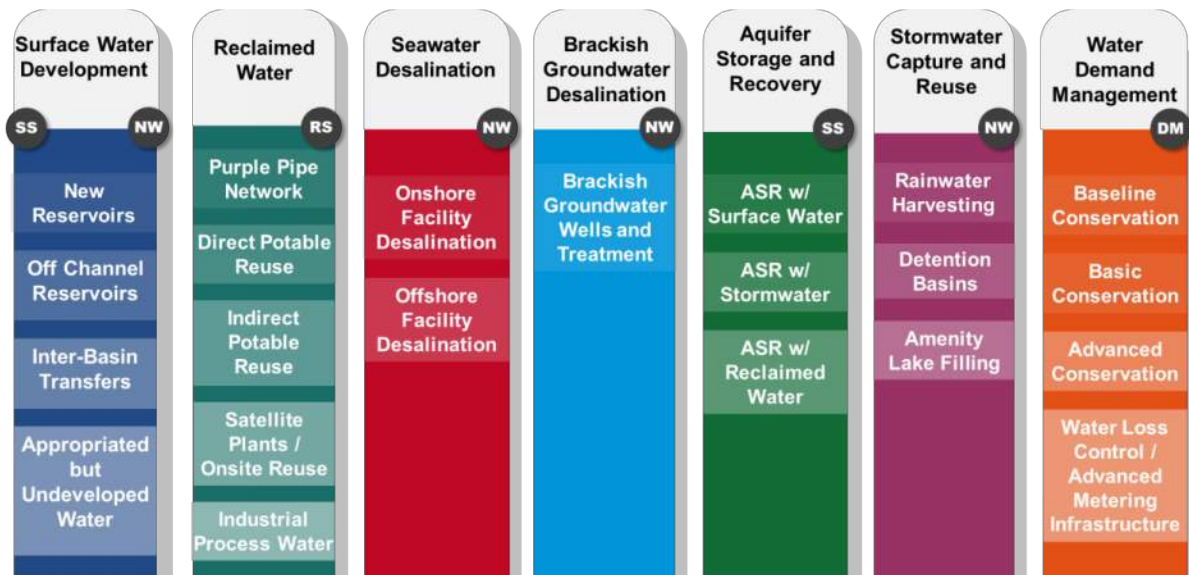 Surface Water
Development
SS
NW
New
Reservoirs
Off Channel
Reservoirs
Inter-Basin
Transfers
Appropriated
but
Undeveloped
Water
Reclaimed
Water
RS
Purple Pipe
Network
Direct Potable
Reuse
Indirect
Potable
Reuse
Satellite
Plants /
Onsite Reuse
Industrial
Process Water
Seawater
Desalination
NW
Onshore
Facility
Desalination
Offshore
Facility
Desalination
Brackish
Groundwater
Desalination
NW
Brackish
Groundwater
Wells and
Treatment
Aquifer
Storage and
Recovery
SS
ASR w/
Surface Water
ASR w/
Stormwater
ASR w/
Reclaimed
Water
Stormwater
Capture and
Reuse
NW
Rainwater
Harvesting
Detention
Basins
Amenity
Lake Filling
Water
Demand
Management
DM
Baseline
Conservation
Basic
Conservation
Advanced
Conservation
Water Loss
Control /
Advanced
Metering
Infrastructure